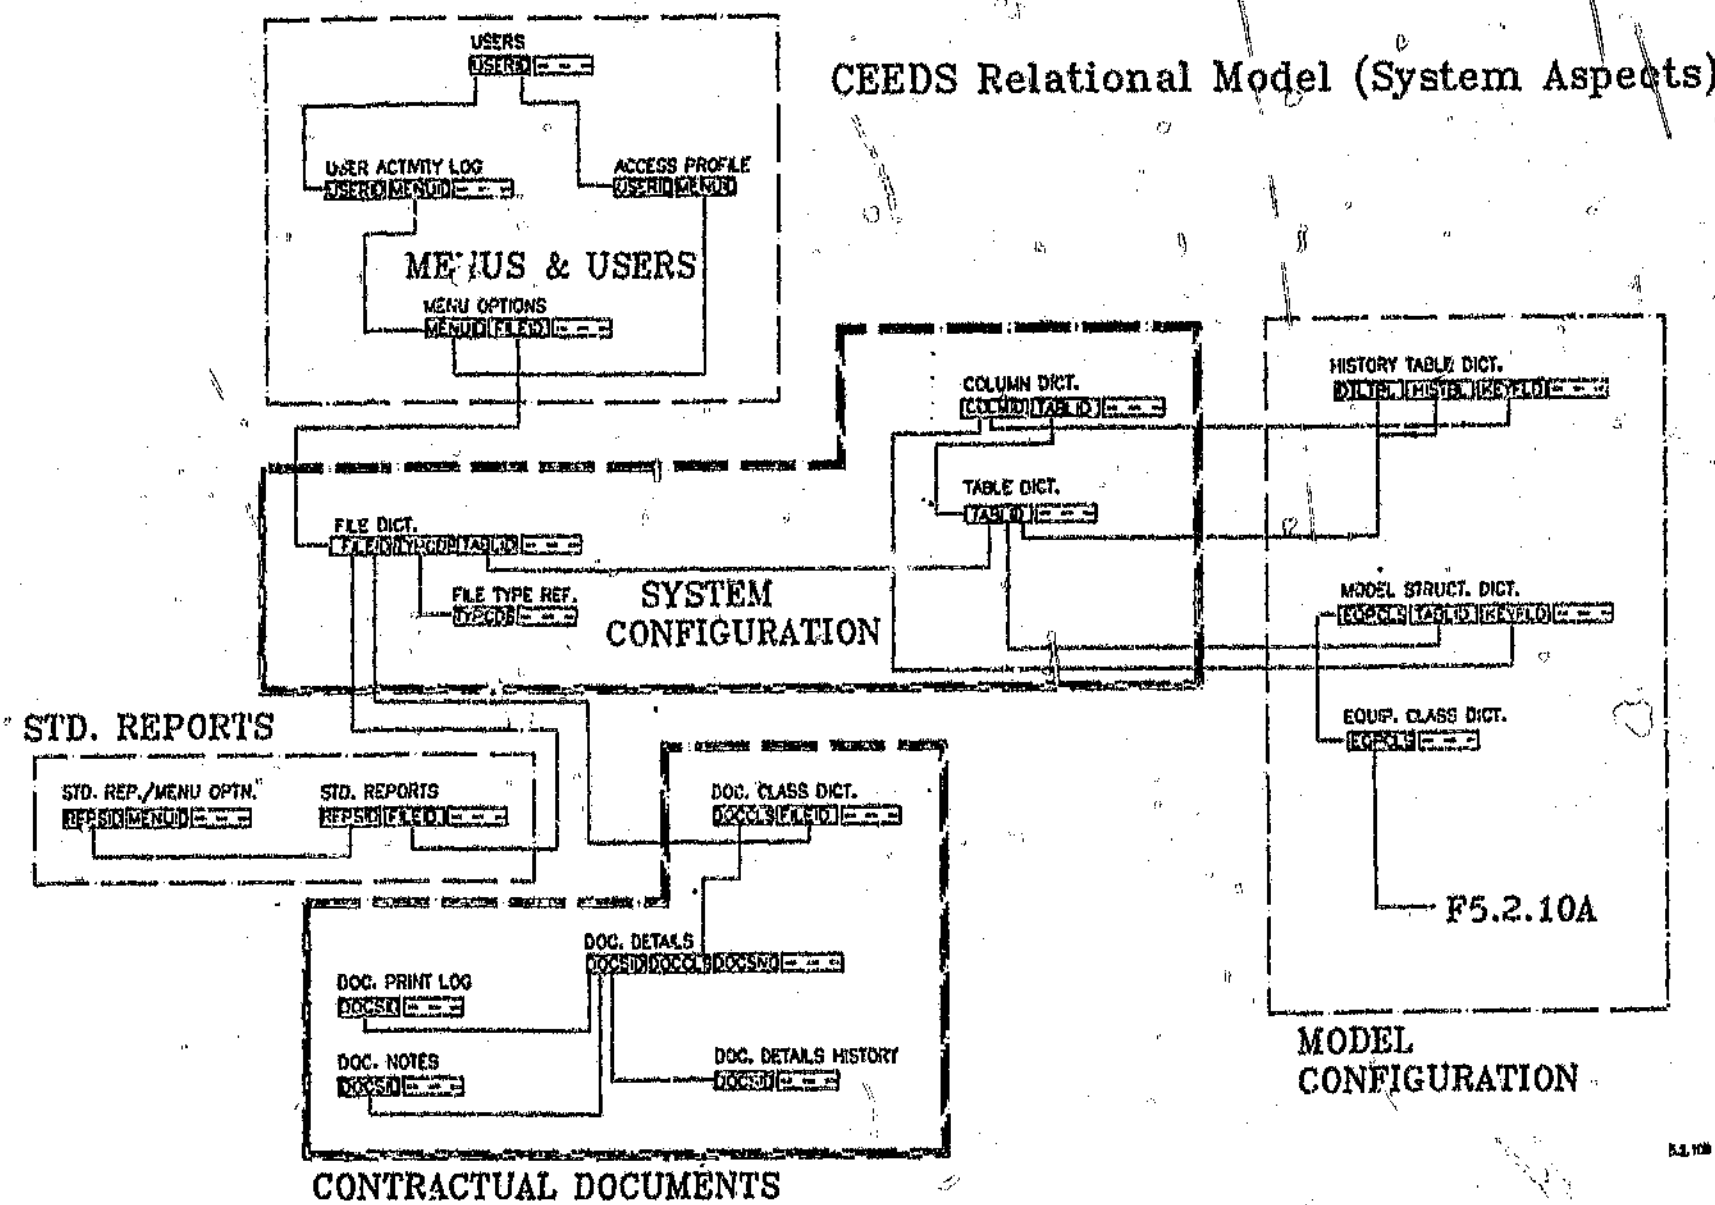 CEEDS Relational Model (System Aspects)
USERS
USERID
USER ACTIVITY LOG
USERID MENUID
ACCESS PROFILE
USERID MENUID
MENUS & USERS
MENU OPTIONS
MENUID FILEID
COLUMN DICT.
COLMID TABLID
TABLE DICT.
TABLID
FILE DICT.
FILEID TYPCDE TABLID
FILE TYPE REF.
TYPCDE
SYSTEM
CONFIGURATION
HISTORY TABLE DICT.
KEYFLD
MODEL STRUCT. DICT.
EQPCLS TABLID KEYFLD
EQUIP. CLASS DICT.
EQPCLS
F5.2.10A
MODEL
CONFIGURATION
STD. REPORTS
STD. REP./MENU OPTN.
REPSID MENUID
STD. REPORTS
REPSID FILEID
DOC. CLASS DICT.
DOCCLS FILEID
DOC. DETAILS
DOCSID DOCCLS DOCSNO
DOC. PRINT LOG
DOCSID
DOC. NOTES
DOCSID
DOC. DETAILS HISTORY
DOCSID
CONTRACTUAL DOCUMENTS